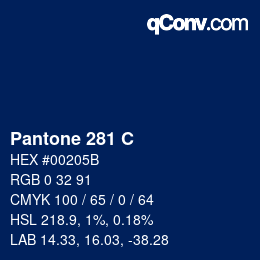 qConv.com
Pantone 281 C
HEX #00205B
RGB 0 32 91
CMYK 100 / 65 / 0 / 64
HSL 218.9, 1%, 0.18%
LAB 14.33, 16.03, -38.28